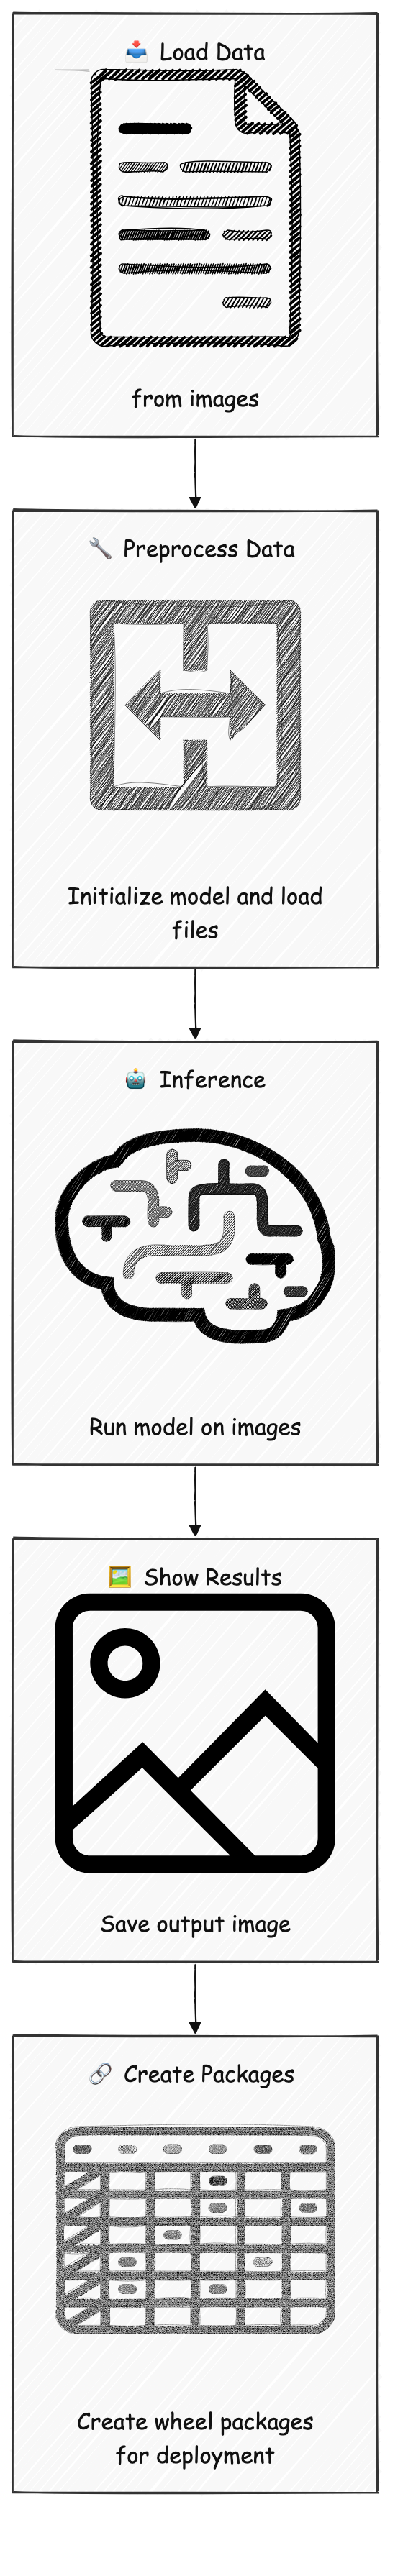 📥 Load Data
from images
🔧 Preprocess Data
Initialize model and load
files
🤖 Inference
Run model on images
🖼️ Show Results
Save output image
🔗 Create Packages
Create wheel packages
for deployment